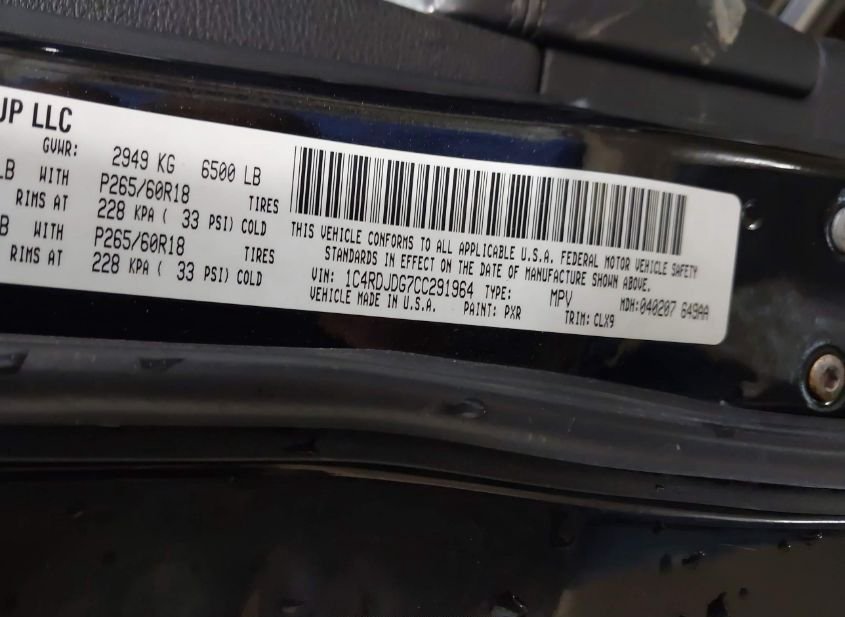 UP LLC
GVWR: 2949 KG 6500 LB
LB WITH P265/60R18 TIRES
RIMS AT 228 KPA ( 33 PSI) COLD
B WITH P265/60R18 TIRES
RIMS AT 228 KPA ( 33 PSI) COLD
THIS VEHICLE CONFORMS TO ALL APPLICABLE U.S.A. FEDERAL MOTOR VEHICLE SAFETY
STANDARDS IN EFFECT ON THE DATE OF MANUFACTURE SHOWN ABOVE.
VIN: 1C4RDJDG7CC291964 TYPE: MPV MDH:040207 649AA
VEHICLE MADE IN U.S.A. PAINT: PXR TRIM: CLX9